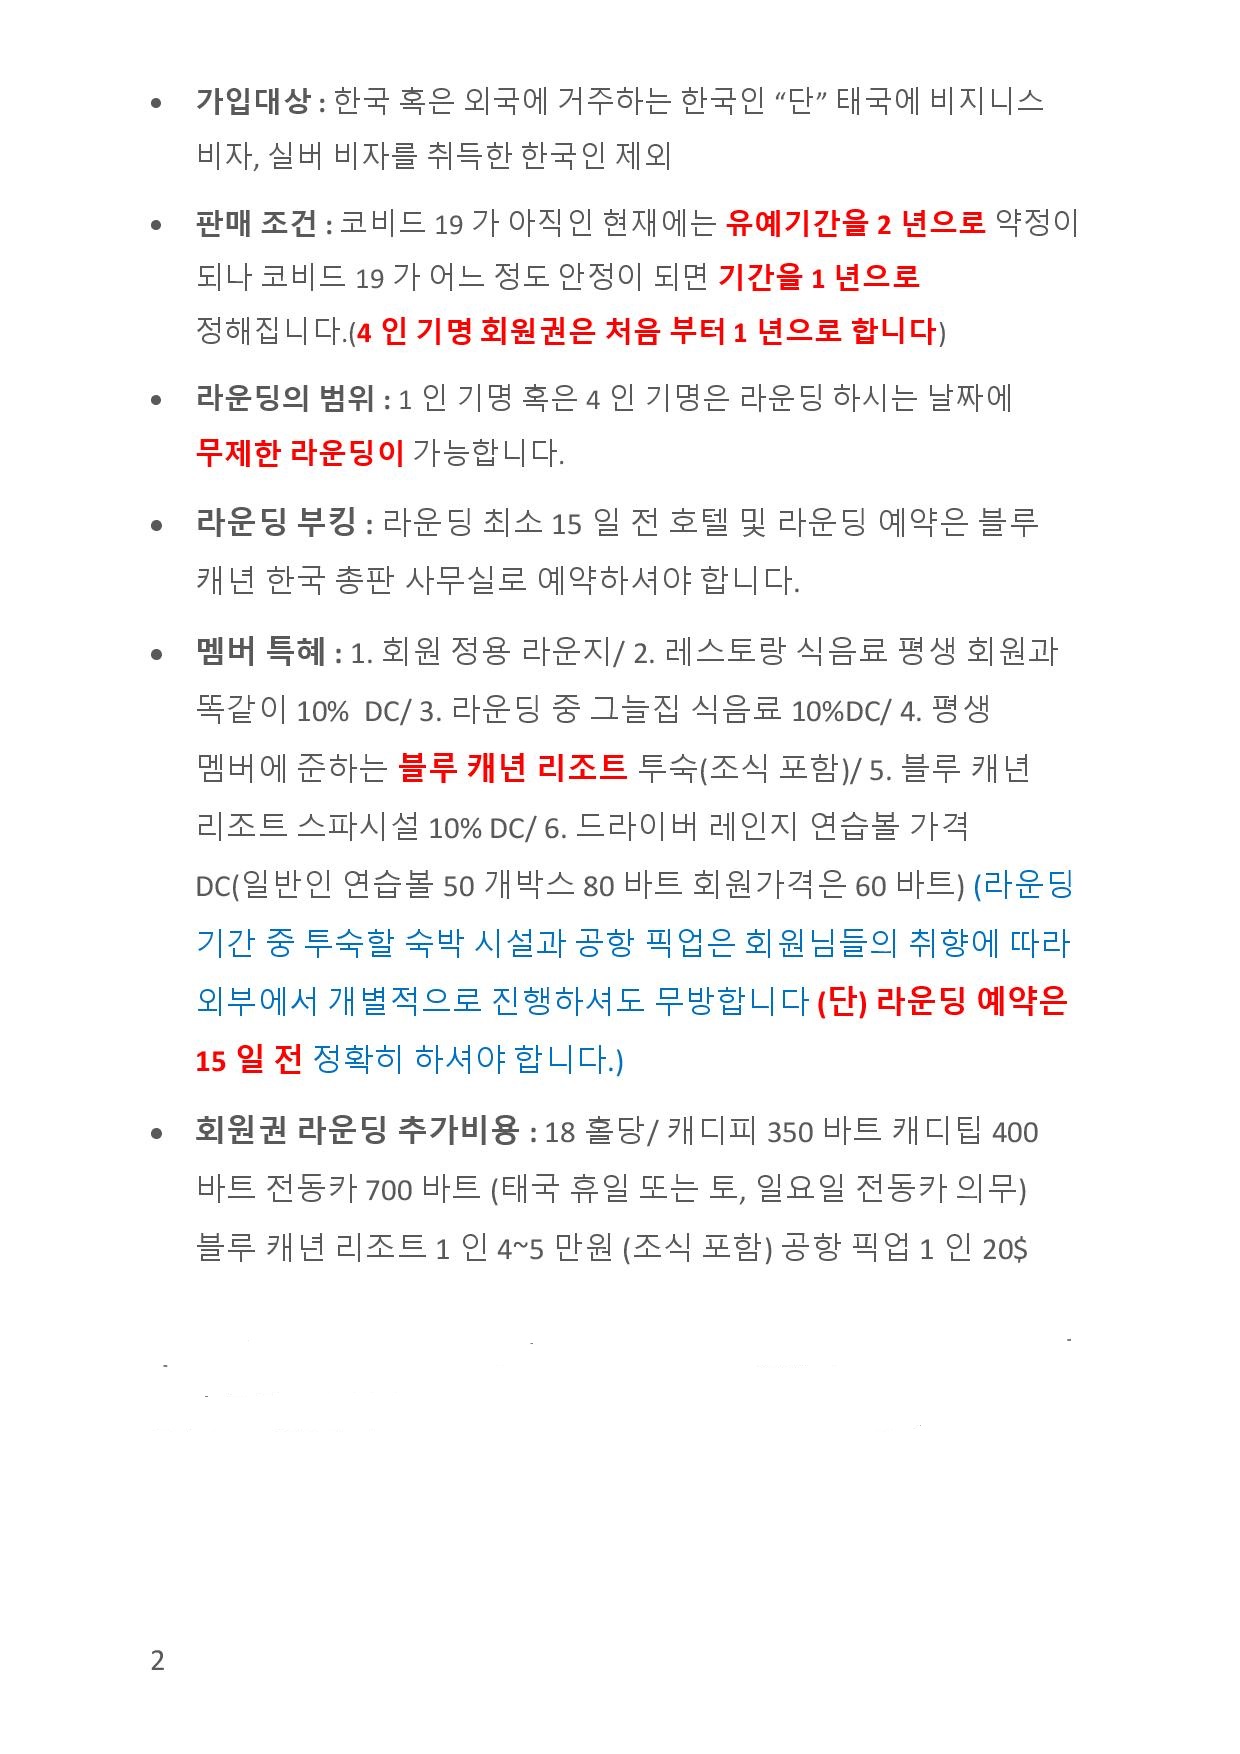 • 가입대상 : 한국 혹은 외국에 거주하는 한국인 “단” 태국에 비지니스
비자, 실버 비자를 취득한 한국인 제외
• 판매 조건 : 코비드 19 가 아직인 현재에는 유예기간을 2 년으로 약정이
되나 코비드 19 가 어느 정도 안정이 되면 기간을 1 년으로
정해집니다.(4 인 기명 회원권은 처음 부터 1 년으로 합니다)
• 라운딩의 범위 : 1 인 기명 혹은 4 인 기명은 라운딩 하시는 날짜에
무제한 라운딩이 가능합니다.
• 라운딩 부킹 : 라운딩 최소 15 일 전 호텔 및 라운딩 예약은 블루
캐년 한국 총판 사무실로 예약하셔야 합니다.
• 멤버 특혜 : 1. 회원 정용 라운지/ 2. 레스토랑 식음료 평생 회원과
똑같이 10% DC/ 3. 라운딩 중 그늘집 식음료 10%DC/ 4. 평생
멤버에 준하는 블루 캐년 리조트 투숙(조식 포함)/ 5. 블루 캐년
리조트 스파시설 10% DC/ 6. 드라이버 레인지 연습볼 가격
DC(일반인 연습볼 50 개박스 80 바트 회원가격은 60 바트) (라운딩
기간 중 투숙할 숙박 시설과 공항 픽업은 회원님들의 취향에 따라
외부에서 개별적으로 진행하셔도 무방합니다 (단) 라운딩 예약은
15 일 전 정확히 하셔야 합니다.)
• 회원권 라운딩 추가비용 : 18 홀당/ 캐디피 350 바트 캐디팁 400
바트 전동카 700 바트 (태국 휴일 또는 토, 일요일 전동카 의무)
블루 캐년 리조트 1 인 4~5 만원 (조식 포함) 공항 픽업 1 인 20$
2